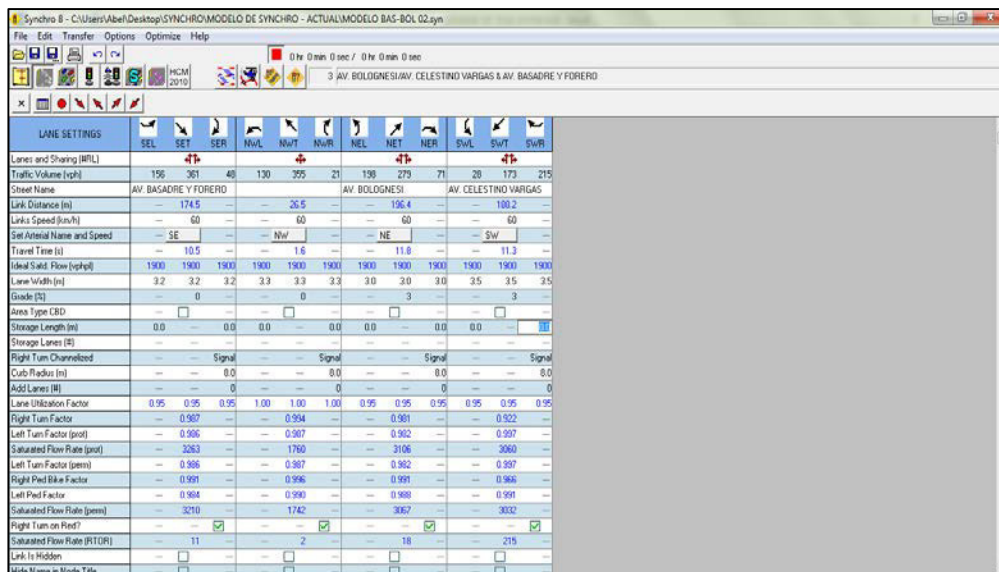 Synchro 8 - C:\Users\Abel\Desktop\SYNCHRO\MODELO DE SYNCHRO - ACTUAL\MODELO BAS-BOL 02.syn
File Edit Transfer Options Optimize Help
0 hr 0 min 0 sec / 0 hr 0 min 0 sec
HCM 2010
3 AV. BOLOGNESI/AV. CELESTINO VARGAS & AV. BASADRE Y FORERO
LANE SETTINGS SEL SET SER NWL NWT NWR NEL NET NER SWL SWT SWR
Lanes and Sharing (#RL)
Traffic Volume (vph) 156 361 48 130 355 21 198 279 71 28 173 215
Street Name AV. BASADRE Y FORERO AV. BOLOGNESI AV. CELESTINO VARGAS
Link Distance (m) — 174.5 — — 26.5 — — 196.4 — — 188.2 —
Links Speed (km/h) — 60 — — 60 — — 60 — — 60 —
Set Arterial Name and Speed — SE — — NW — — NE — — SW —
Travel Time (s) — 10.5 — — 1.6 — — 11.8 — — 11.3 —
Ideal Satd. Flow (vphpl) 1900 1900 1900 1900 1900 1900 1900 1900 1900 1900 1900 1900
Lane Width (m) 3.2 3.2 3.2 3.3 3.3 3.3 3.0 3.0 3.0 3.5 3.5 3.5
Grade (%) — 0 — — 0 — — 3 — — 3 —
Area Type CBD — — — — — — — —
Storage Length (m) 0.0 — 0.0 0.0 — 0.0 0.0 — 0.0 0.0 — 0.0
Storage Lanes (#) — — — — — — — — — — — —
Right Turn Channelized — — Signal — — Signal — — Signal — — Signal
Curb Radius (m) — — 8.0 — — 8.0 — — 8.0 — — 8.0
Add Lanes (#) — — 0 — — 0 — — 0 — — 0
Lane Utilization Factor 0.95 0.95 0.95 1.00 1.00 1.00 0.95 0.95 0.95 0.95 0.95 0.95
Right Turn Factor — 0.987 — — 0.994 — — 0.981 — — 0.922 —
Left Turn Factor (prot) — 0.986 — — 0.987 — — 0.982 — — 0.997 —
Saturated Flow Rate (prot) — 3263 — — 1760 — — 3106 — — 3060 —
Left Turn Factor (perm) — 0.986 — — 0.987 — — 0.982 — — 0.997 —
Right Ped Bike Factor — 0.991 — — 0.996 — — 0.991 — — 0.966 —
Left Ped Factor — 0.984 — — 0.990 — — 0.988 — — 0.991 —
Saturated Flow Rate (perm) — 3210 — — 1742 — — 3067 — — 3032 —
Right Turn on Red? — — — — — — — —
Saturated Flow Rate (RTOR) — 11 — — 2 — — 18 — — 215 —
Link Is Hidden — — — — — — — —
Hide Name in Node Title — — — — — — — —